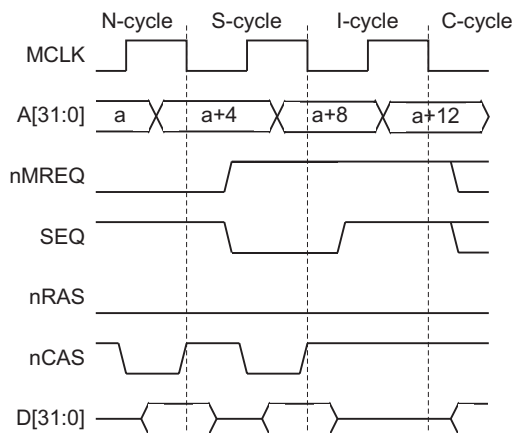 N-cycle S-cycle I-cycle C-cycle
MCLK
A[31:0] a a+4 a+8 a+12
nMREQ
SEQ
nRAS
nCAS
D[31:0]